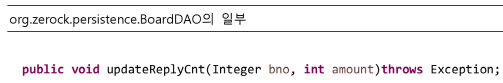 org.zerock.persistence.BoardDAO의 일부
public void updateReplyCnt(Integer bno, int amount)throws Exception;